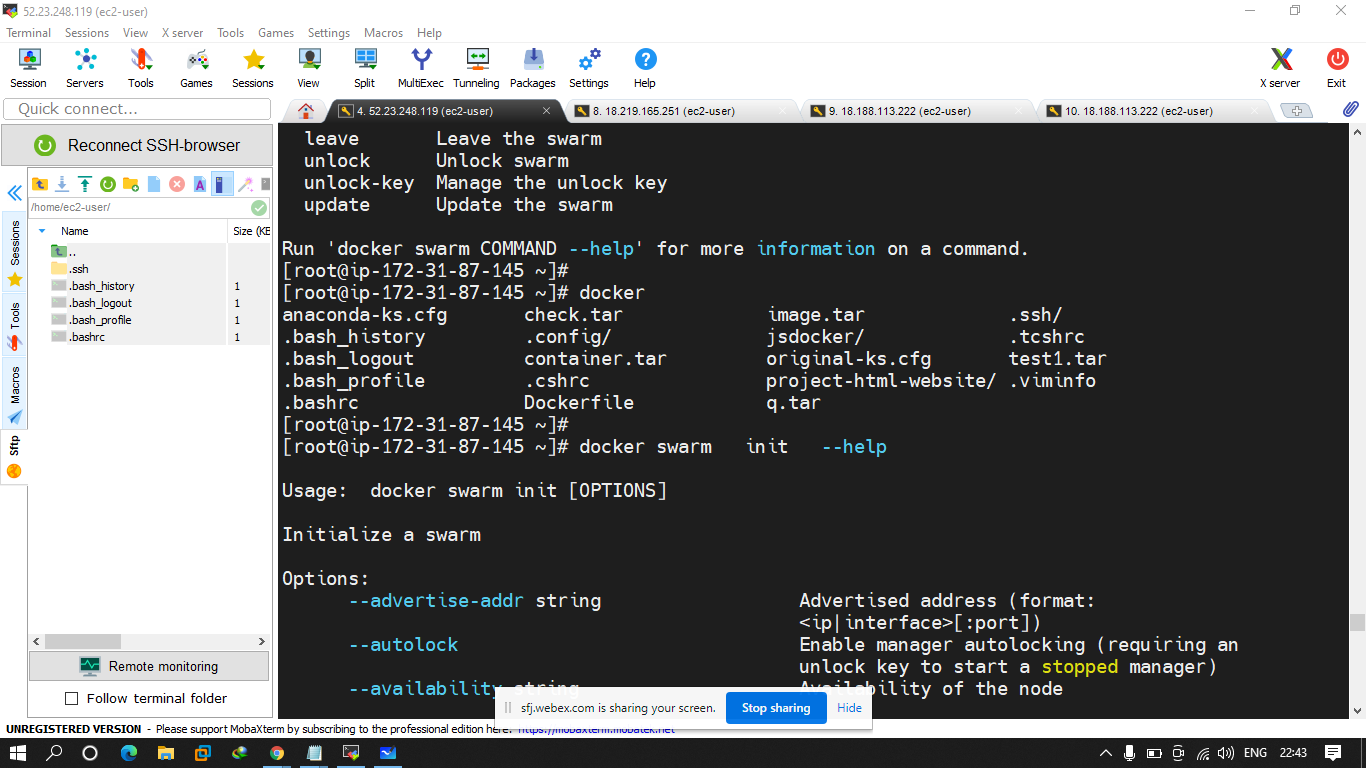 52.23.248.119 (ec2-user)
Terminal Sessions View X server Tools Games Settings Macros Help
Session Servers Tools Games Sessions View Split MultiExec Tunneling Packages Settings Help X server Exit
Quick connect...
4. 52.23.248.119 (ec2-user) 8. 18.219.165.251 (ec2-user) 9. 18.188.113.222 (ec2-user) 10. 18.188.113.222 (ec2-user)
Reconnect SSH-browser
/home/ec2-user/
Name Size (KB
..
.ssh
.bash_history 1
.bash_logout 1
.bash_profile 1
.bashrc 1
Sessions
Tools
Macros
Sftp
Remote monitoring
Follow terminal folder
leave Leave the swarm
unlock Unlock swarm
unlock-key Manage the unlock key
update Update the swarm
Run 'docker swarm COMMAND --help' for more information on a command.
[root@ip-172-31-87-145 ~]#
[root@ip-172-31-87-145 ~]# docker
anaconda-ks.cfg check.tar image.tar .ssh/
.bash_history .config/ jsdocker/ .tcshrc
.bash_logout container.tar original-ks.cfg test1.tar
.bash_profile .cshrc project-html-website/ .viminfo
.bashrc Dockerfile q.tar
[root@ip-172-31-87-145 ~]#
[root@ip-172-31-87-145 ~]# docker swarm init --help
Usage: docker swarm init [OPTIONS]
Initialize a swarm
Options:
--advertise-addr string Advertised address (format:
<ip|interface>[:port])
--autolock Enable manager autolocking (requiring an
unlock key to start a stopped manager)
--availability string Availability of the node
sfj.webex.com is sharing your screen. Stop sharing Hide
UNREGISTERED VERSION - Please support MobaXterm by subscribing to the professional edition here: https://mobaxterm.mobatek.net
ENG 22:43